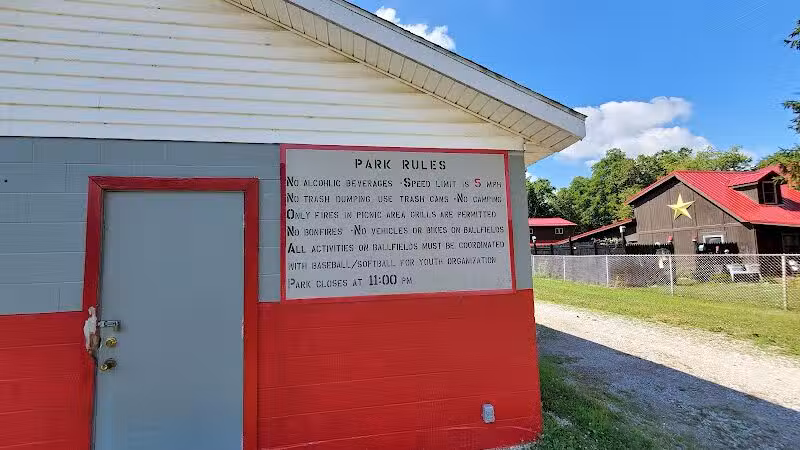 PARK RULES
NO ALCOHLIC BEVERAGES -SPEED LIMIT IS 5 MPH
NO TRASH DUMPING. USE TRASH CANS -NO CAMPING
ONLY FIRES IN PICNIC AREA GRILLS ARE PERMITTED
NO BONFIRES -NO VEHICLES OR BIKES ON BALLFIELDS
ALL ACTIVITIES ON BALLFIELDS MUST BE COORDINATED
WITH BASEBALL/SOFTBALL FOR YOUTH ORGANIZATION
PARK CLOSES AT 11:00 PM